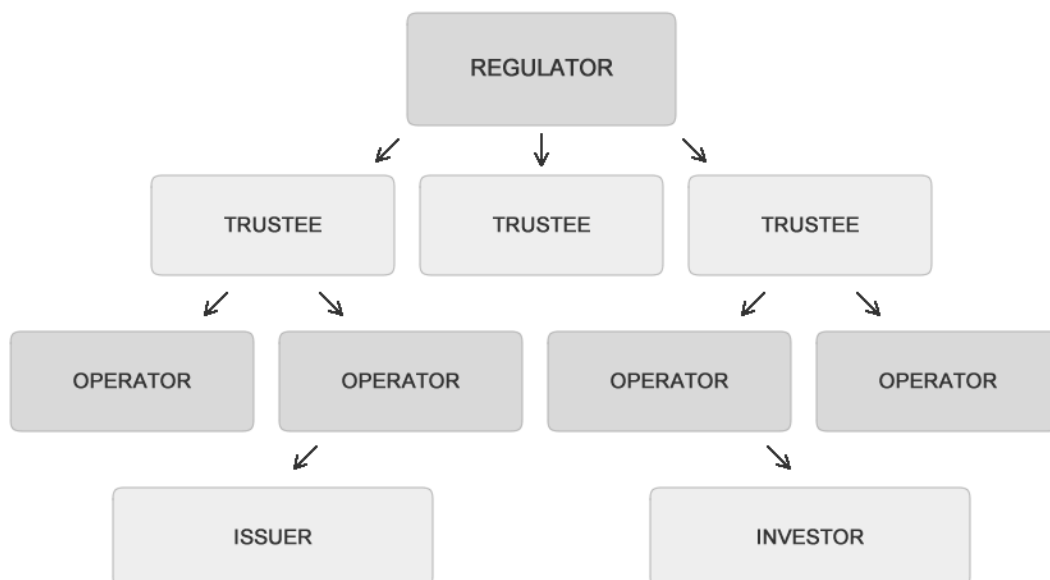 REGULATOR
TRUSTEE
TRUSTEE
TRUSTEE
OPERATOR
OPERATOR
OPERATOR
OPERATOR
ISSUER
INVESTOR